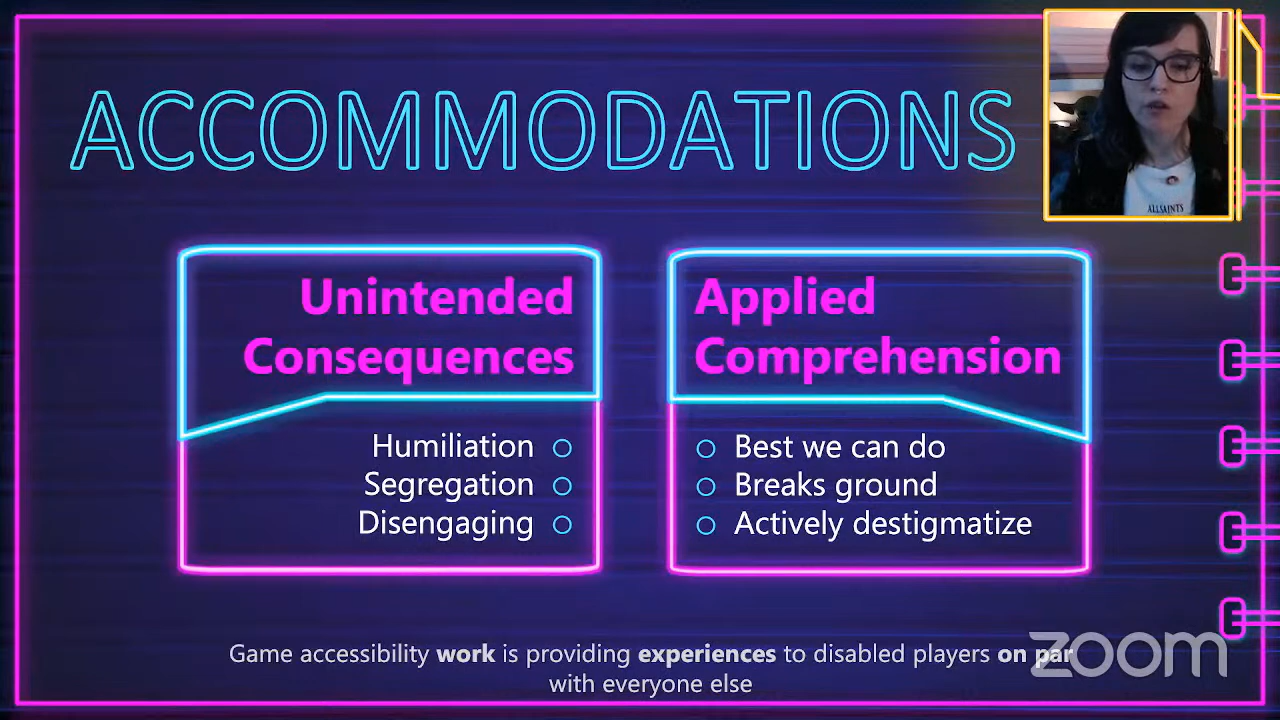 ACCOMMODATIONS
ALLSAINTS
Unintended
Consequences
Humiliation
Segregation
Disengaging
Applied
Comprehension
Best we can do
Breaks ground
Actively destigmatize
Game accessibility work is providing experiences to disabled players on par
with everyone else
zoom